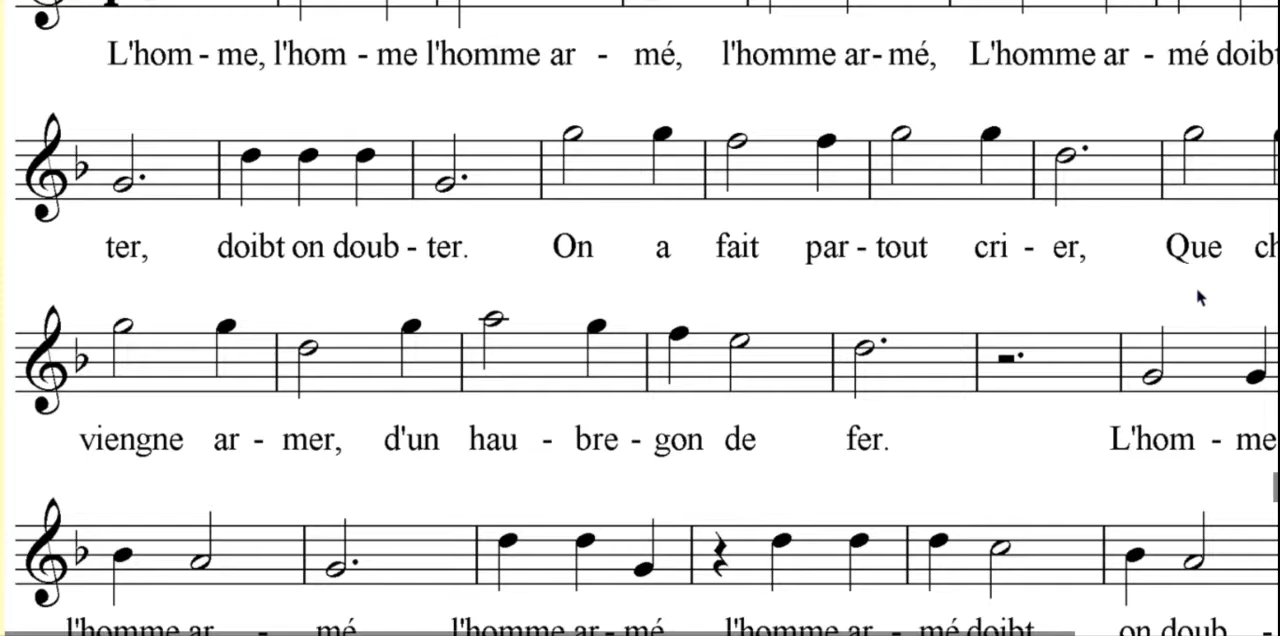 L'hom - me, l'hom - me l'homme ar - mé, l'homme ar - mé, L'homme ar - mé doibt
ter, doibt on doub - ter. On a fait par - tout cri - er, Que
viengne ar - mer, d'un hau - bre - gon de fer. L'hom - me
l'homme ar - mé l'homme ar - mé l'homme ar - mé doibt on doub -